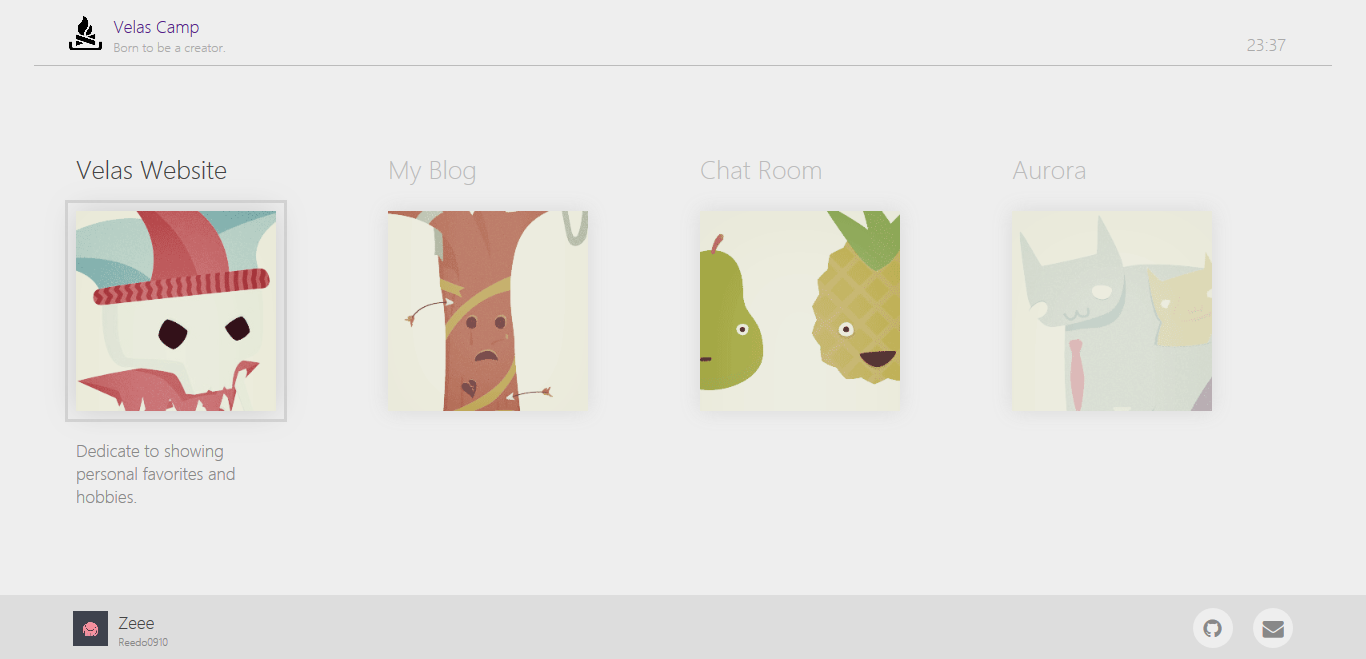 Velas Camp
Born to be a creator.
23:37
Velas Website
My Blog
Chat Room
Aurora
Dedicate to showing
personal favorites and
hobbies.
Zeee
Reedo0910